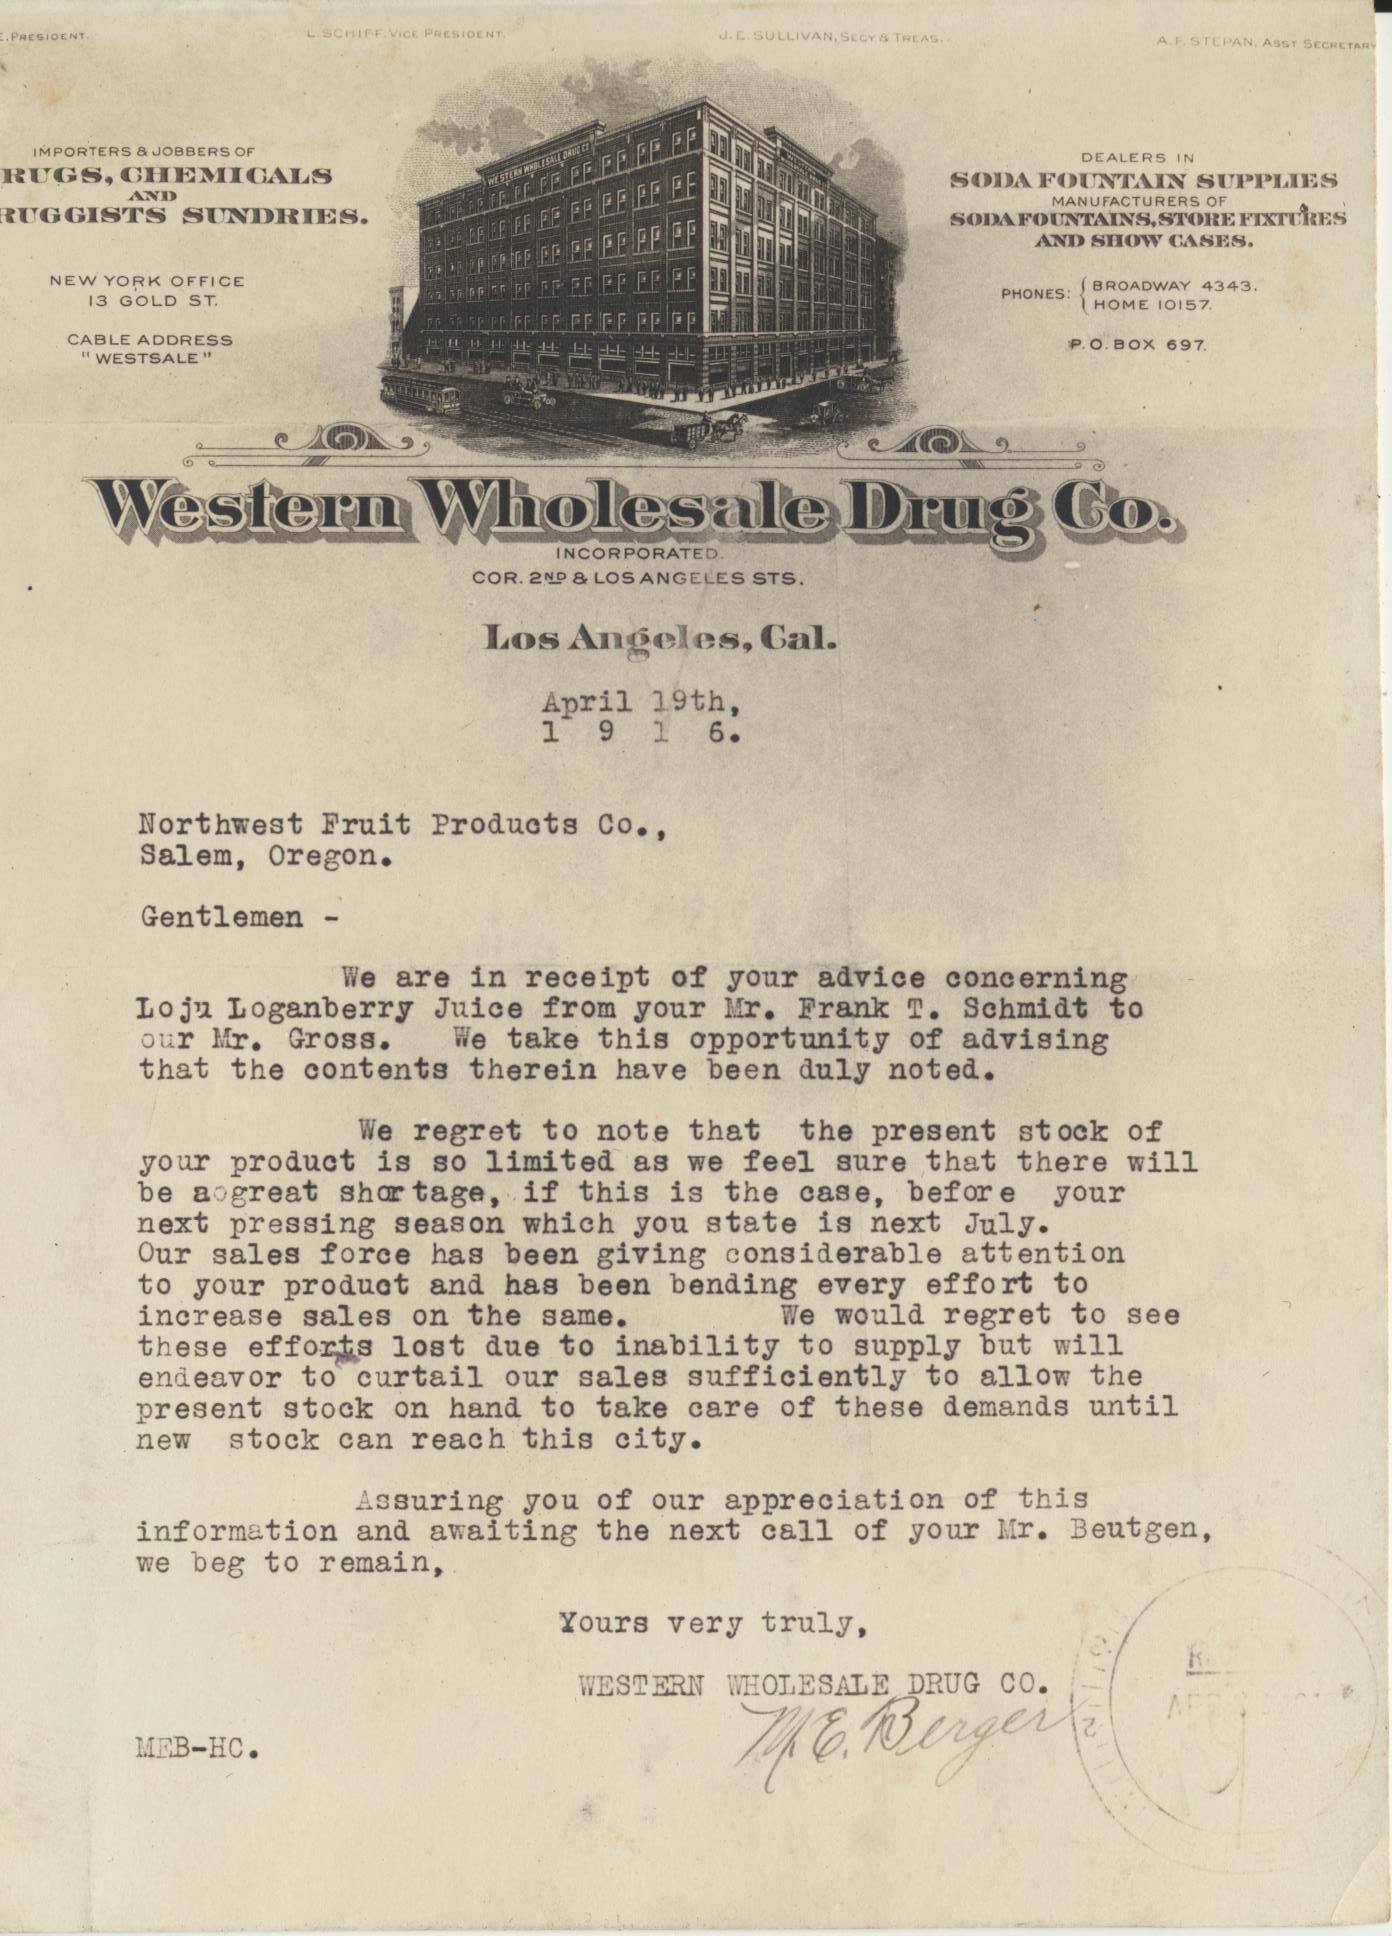 PRESIDENT.
L. SCHIFF, VICE PRESIDENT.
J. E. SULLIVAN, SECY & TREAS.
A. F. STEPAN, ASST SECRETARY
IMPORTERS & JOBBERS OF
RUGS, CHEMICALS
AND
RUGGISTS SUNDRIES.
NEW YORK OFFICE
13 GOLD ST.
CABLE ADDRESS
"WESTSALE"
WESTERN WHOLESALE DRUG CO
DEALERS IN
SODA FOUNTAIN SUPPLIES
MANUFACTURERS OF
SODA FOUNTAINS, STORE FIXTURES
AND SHOW CASES.
PHONES: { BROADWAY 4343.
HOME 10157.
P.O. BOX 697.
Western Wholesale Drug Co.
INCORPORATED.
COR. 2ND & LOS ANGELES STS.
Los Angeles, Cal.
April 19th,
1 9 1 6.
Northwest Fruit Products Co.,
Salem, Oregon.
Gentlemen -
We are in receipt of your advice concerning
Loju Loganberry Juice from your Mr. Frank T. Schmidt to
our Mr. Gross. We take this opportunity of advising
that the contents therein have been duly noted.
We regret to note that the present stock of
your product is so limited as we feel sure that there will
be a great shortage, if this is the case, before your
next pressing season which you state is next July.
Our sales force has been giving considerable attention
to your product and has been bending every effort to
increase sales on the same. We would regret to see
these efforts lost due to inability to supply but will
endeavor to curtail our sales sufficiently to allow the
present stock on hand to take care of these demands until
new stock can reach this city.
Assuring you of our appreciation of this
information and awaiting the next call of your Mr. Beutgen,
we beg to remain,
Yours very truly,
WESTERN WHOLESALE DRUG CO.
M. E. Berger
MEB-HC.